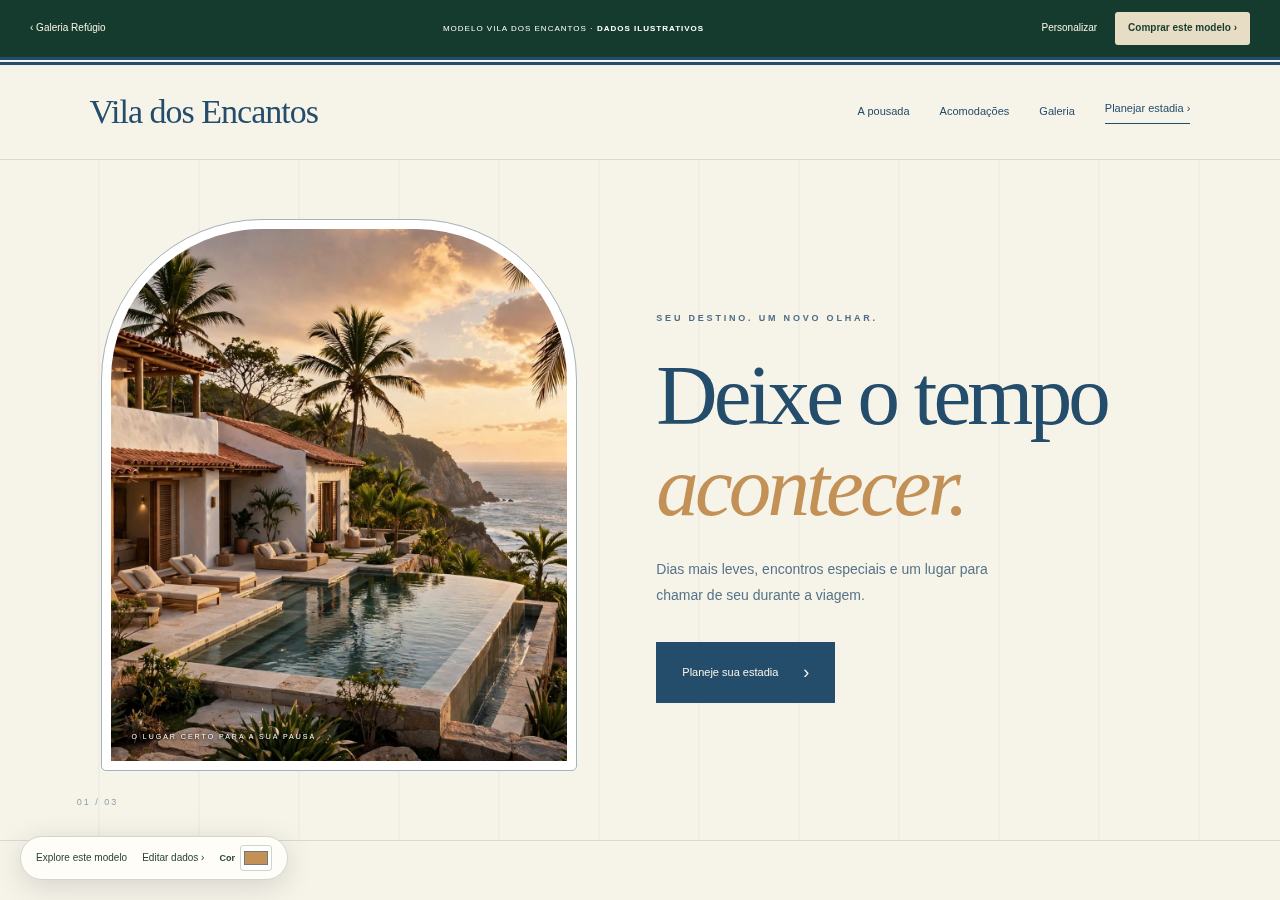 ‹ Galeria Refúgio
MODELO VILA DOS ENCANTOS · DADOS ILUSTRATIVOS
Personalizar
Comprar este modelo ›
Vila dos Encantos
A pousada
Acomodações
Galeria
Planejar estadia ›
SEU DESTINO. UM NOVO OLHAR.
Deixe o tempo
acontecer.
Dias mais leves, encontros especiais e um lugar para
chamar de seu durante a viagem.
Planeje sua estadia ›
O LUGAR CERTO PARA A SUA PAUSA
01 / 03
Explore este modelo
Editar dados ›
Cor